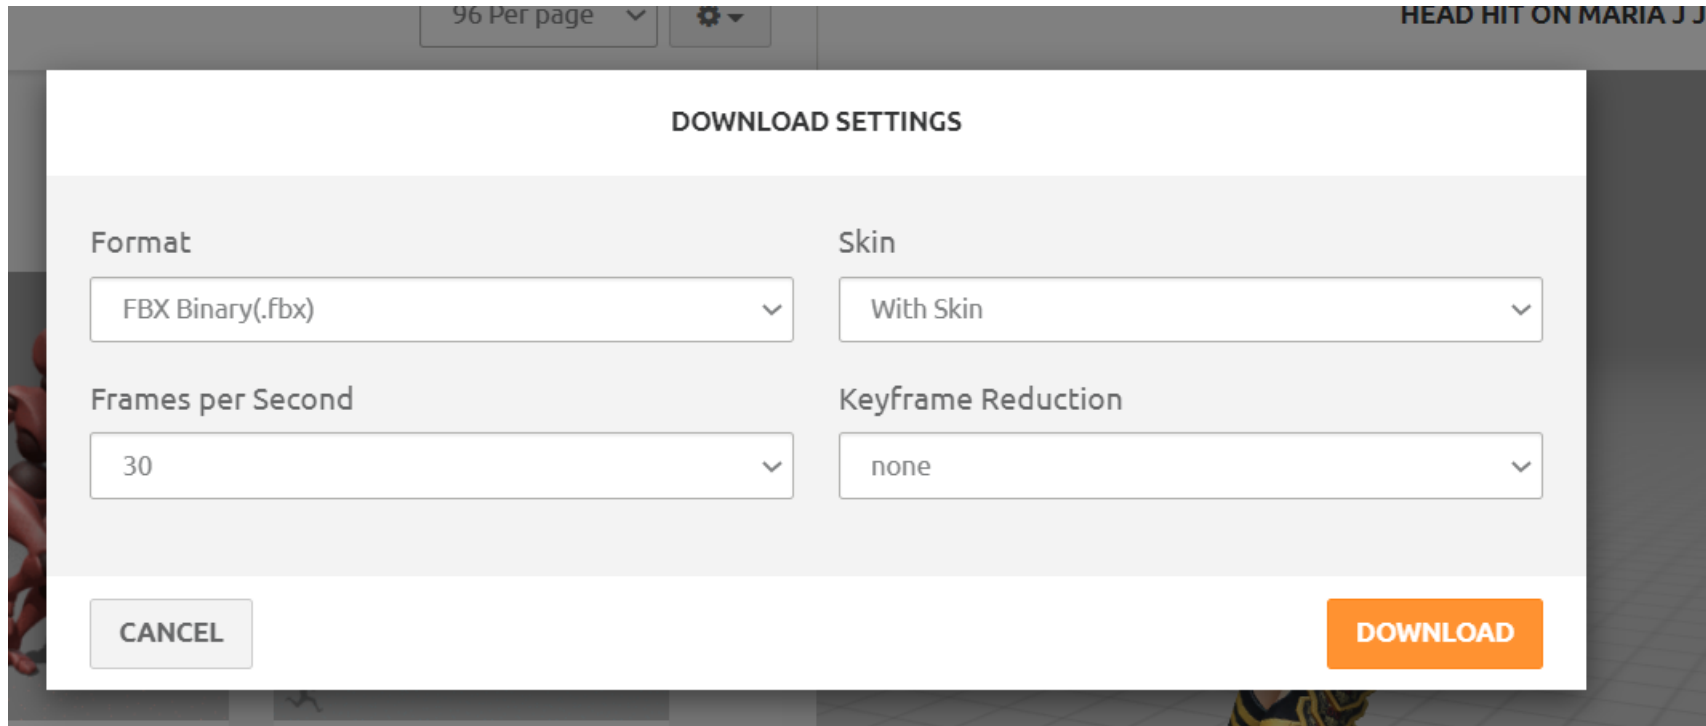 96 Per page
HEAD HIT ON MARIA J J
DOWNLOAD SETTINGS
Format
Skin
FBX Binary(.fbx)
With Skin
Frames per Second
Keyframe Reduction
30
none
CANCEL
DOWNLOAD